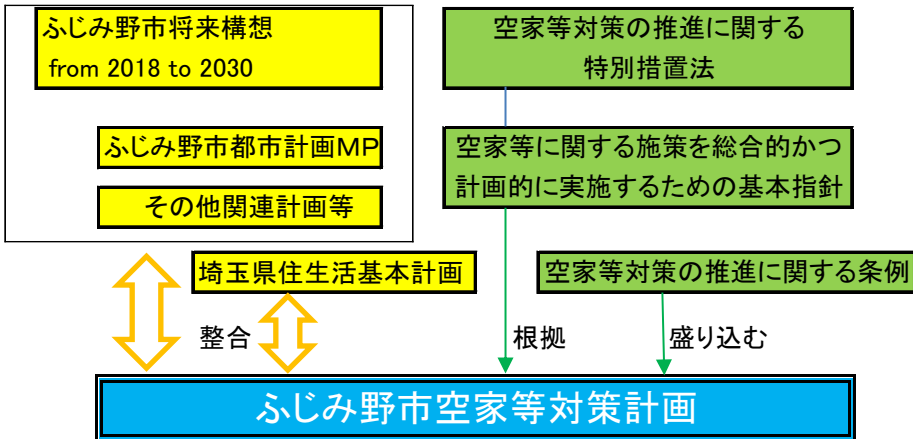 ふじみ野市将来構想
from 2018 to 2030
ふじみ野市都市計画MP
その他関連計画等
空家等対策の推進に関する
特別措置法
空家等に関する施策を総合的かつ
計画的に実施するための基本指針
埼玉県住生活基本計画
空家等対策の推進に関する条例
整合
根拠
盛り込む
ふじみ野市空家等対策計画